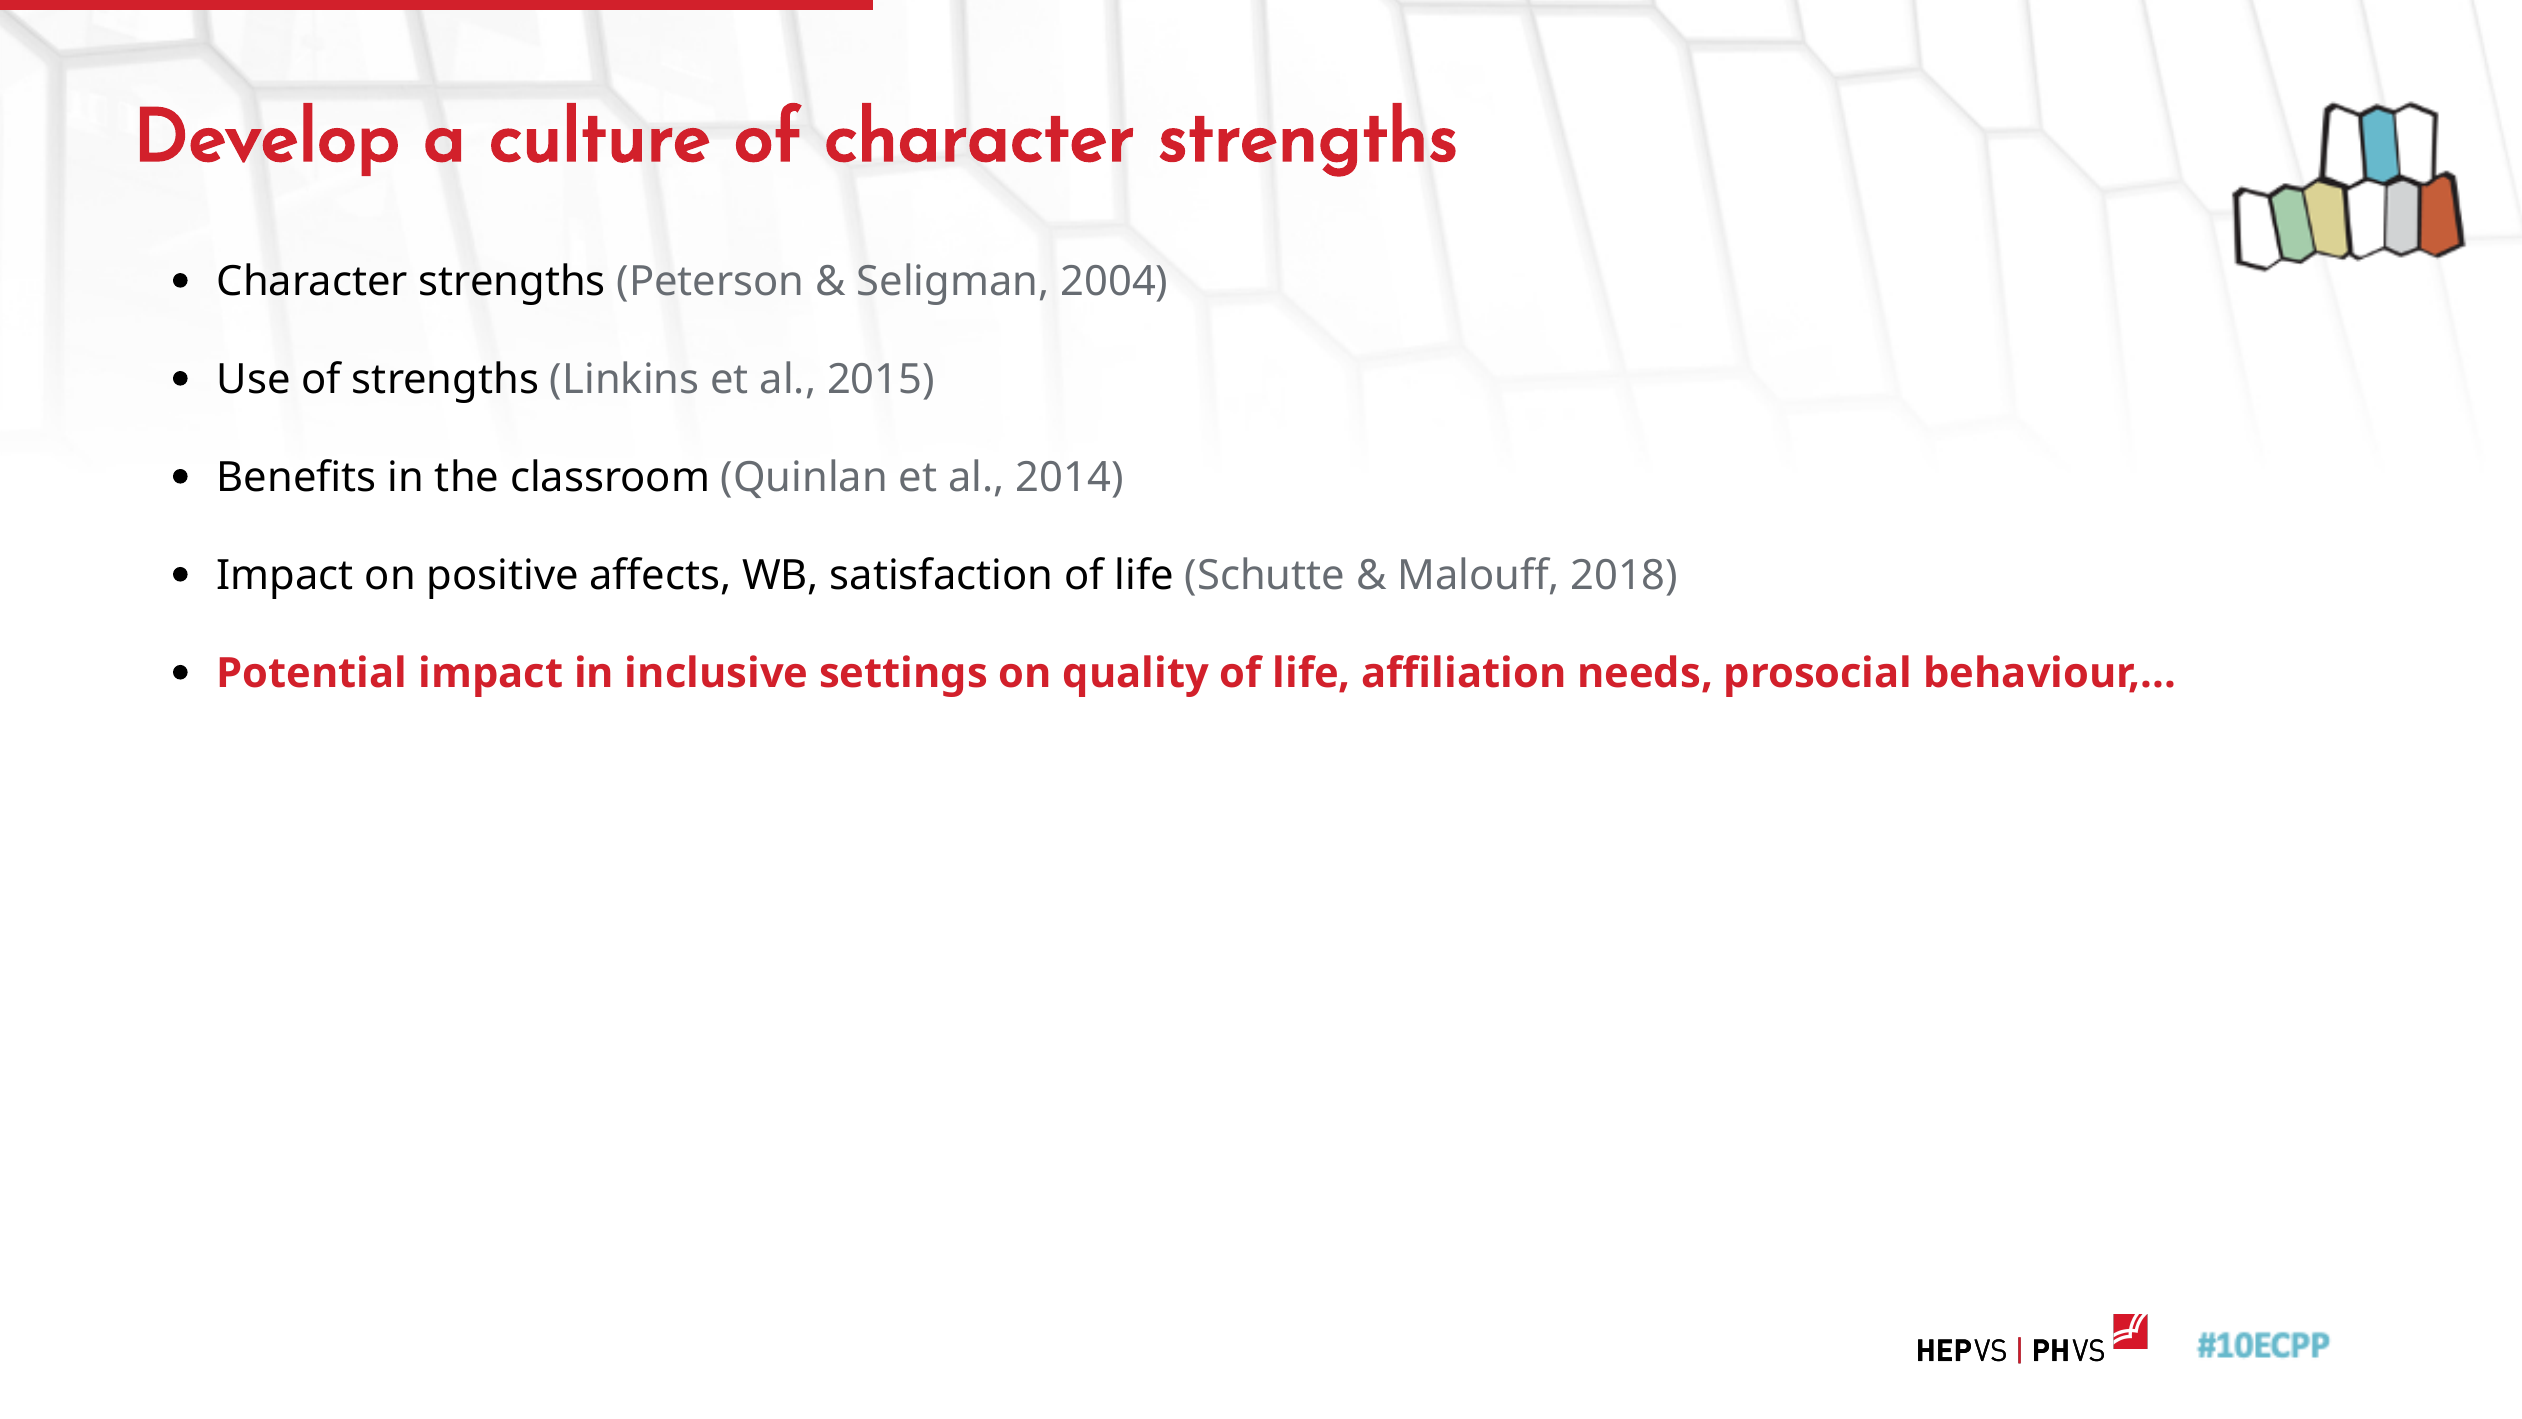 Develop a culture of character strengths
• Character strengths (Peterson & Seligman, 2004)
• Use of strengths (Linkins et al., 2015)
• Benefits in the classroom (Quinlan et al., 2014)
• Impact on positive affects, WB, satisfaction of life (Schutte & Malouff, 2018)
• Potential impact in inclusive settings on quality of life, affiliation needs, prosocial behaviour,...
HEPVS | PHVS
#10ECPP